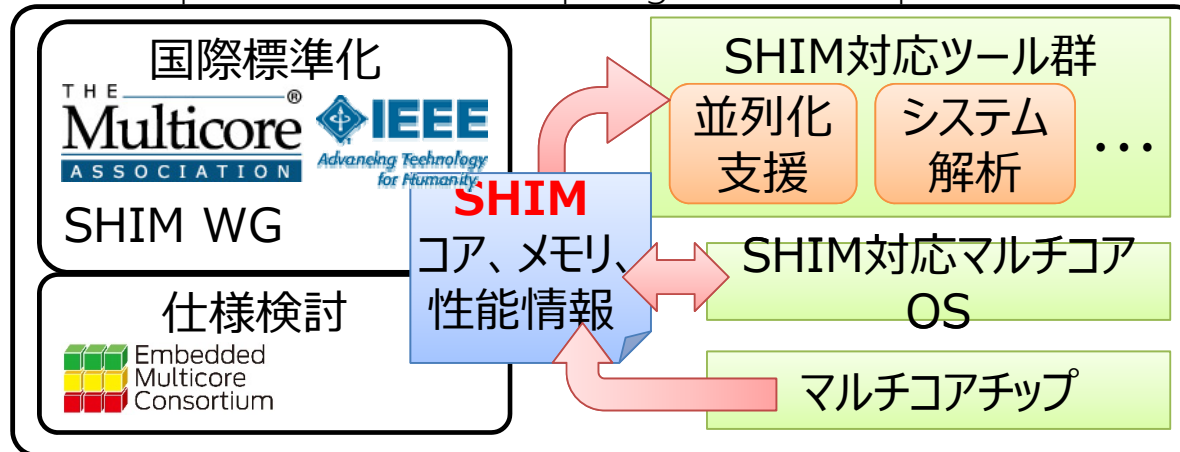 国際標準化
THE
Multicore®
ASSOCIATION
IEEE
Advancing Technology
for Humanity
SHIM WG
仕様検討
Embedded
Multicore
Consortium
SHIM
コア、メモリ、
性能情報
SHIM対応ツール群
並列化
支援
システム
解析
・・・
SHIM対応マルチコア
OS
マルチコアチップ